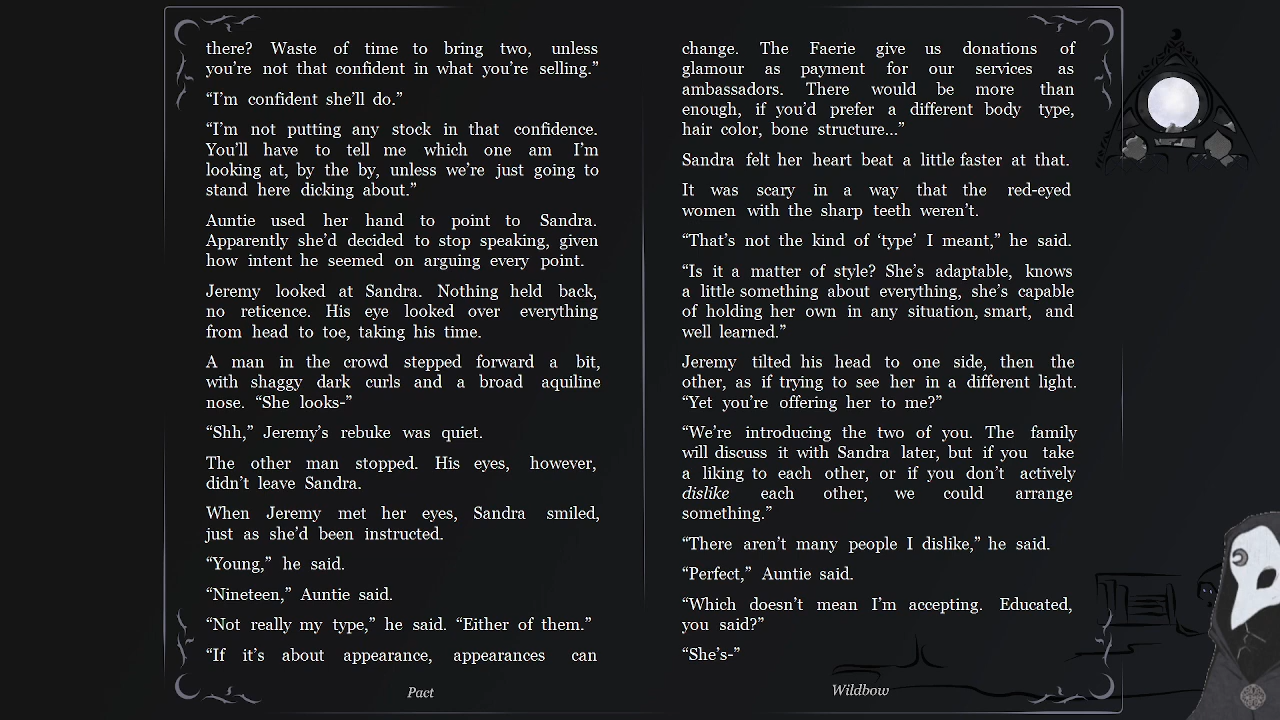 there? Waste of time to bring two, unless
you’re not that confident in what you’re selling.”
“I’m confident she’ll do.”
“I’m not putting any stock in that confidence.
You’ll have to tell me which one am I’m
looking at, by the by, unless we’re just going to
stand here dicking about.”
Auntie used her hand to point to Sandra.
Apparently she’d decided to stop speaking, given
how intent he seemed on arguing every point.
Jeremy looked at Sandra. Nothing held back,
no reticence. His eye looked over everything
from head to toe, taking his time.
A man in the crowd stepped forward a bit,
with shaggy dark curls and a broad aquiline
nose. “She looks-”
“Shh,” Jeremy’s rebuke was quiet.
The other man stopped. His eyes, however,
didn’t leave Sandra.
When Jeremy met her eyes, Sandra smiled,
just as she’d been instructed.
“Young,” he said.
“Nineteen,” Auntie said.
“Not really my type,” he said. “Either of them.”
“If it’s about appearance, appearances can
Pact
change. The Faerie give us donations of
glamour as payment for our services as
ambassadors. There would be more than
enough, if you’d prefer a different body type,
hair color, bone structure…”
Sandra felt her heart beat a little faster at that.
It was scary in a way that the red-eyed
women with the sharp teeth weren’t.
“That’s not the kind of ‘type’ I meant,” he said.
“Is it a matter of style? She’s adaptable, knows
a little something about everything, she’s capable
of holding her own in any situation, smart, and
well learned.”
Jeremy tilted his head to one side, then the
other, as if trying to see her in a different light.
“Yet you’re offering her to me?”
“We’re introducing the two of you. The family
will discuss it with Sandra later, but if you take
a liking to each other, or if you don’t actively
dislike each other, we could arrange
something.”
“There aren’t many people I dislike,” he said.
“Perfect,” Auntie said.
“Which doesn’t mean I’m accepting. Educated,
you said?”
“She’s-”
Wildbow